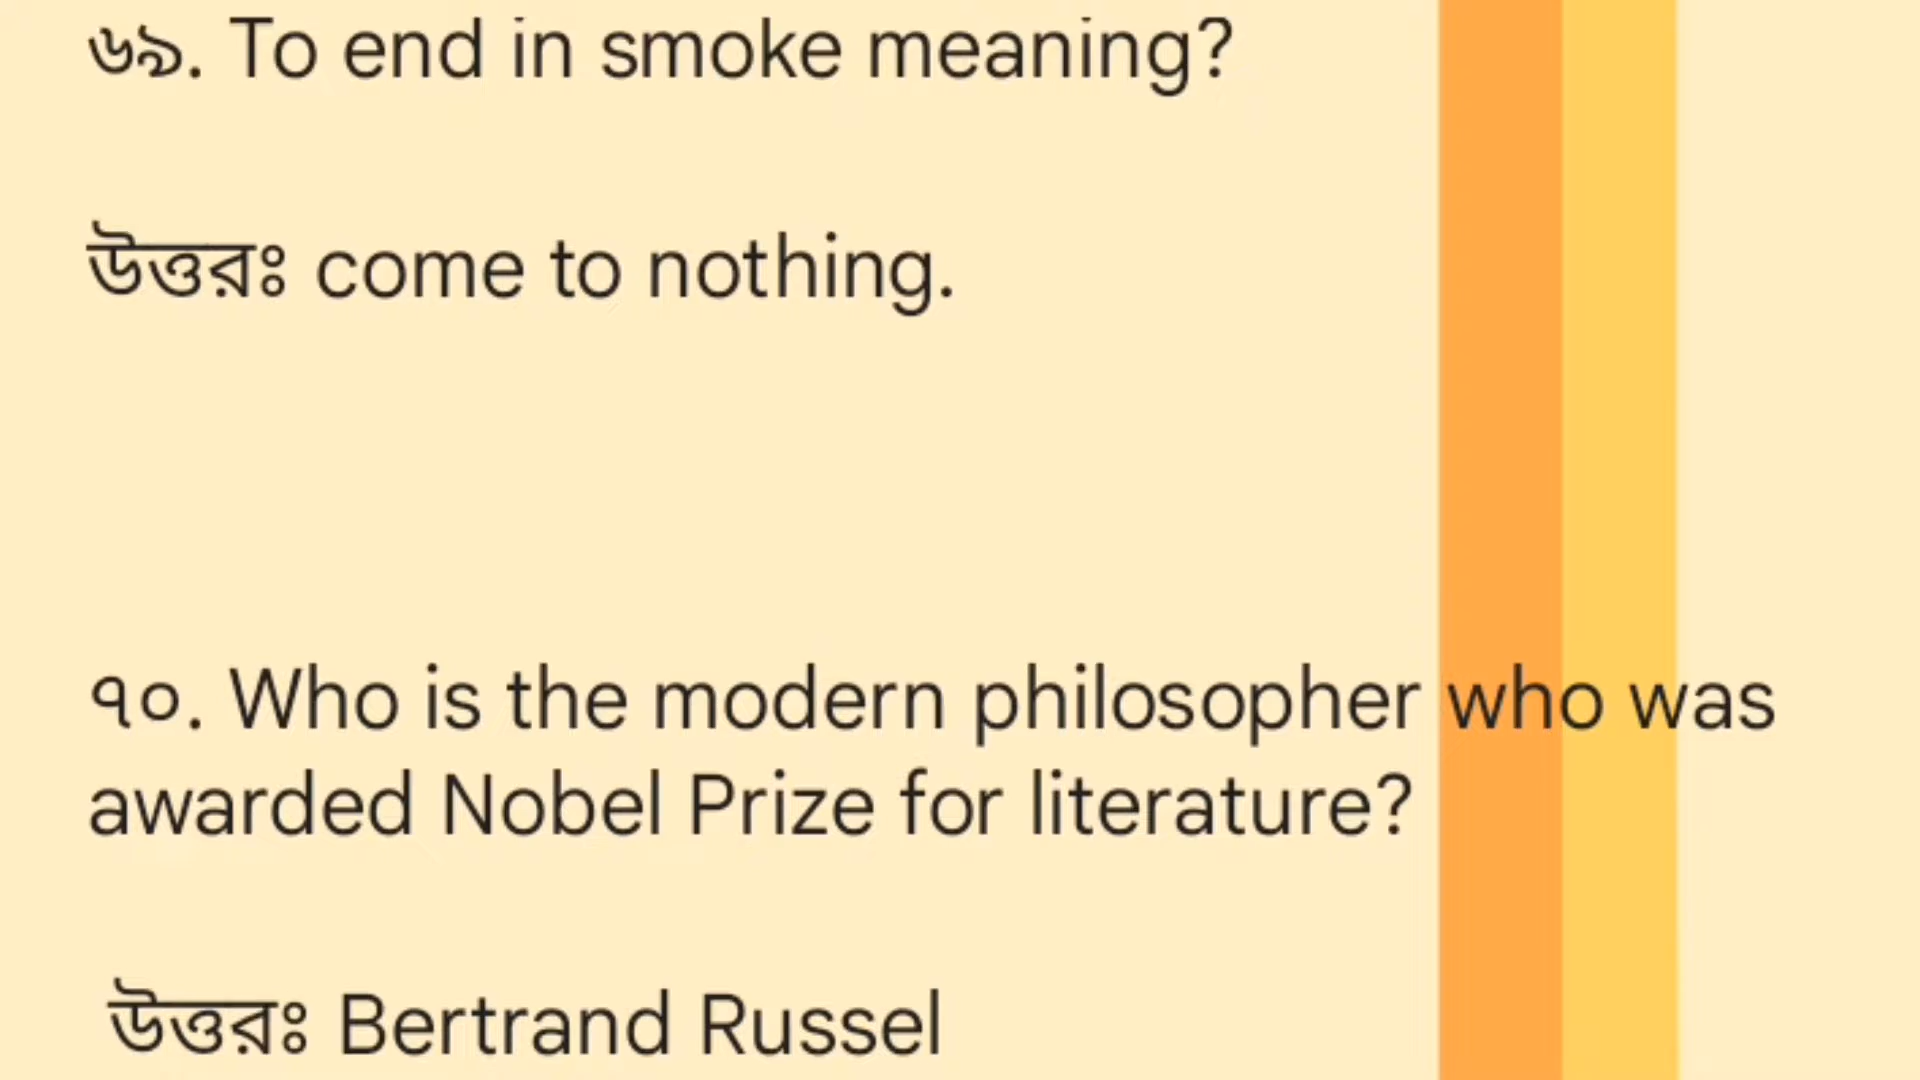 ৬৯. To end in smoke meaning?
উত্তরঃ come to nothing.
৭০. Who is the modern philosopher who was
awarded Nobel Prize for literature?
উত্তরঃ Bertrand Russel